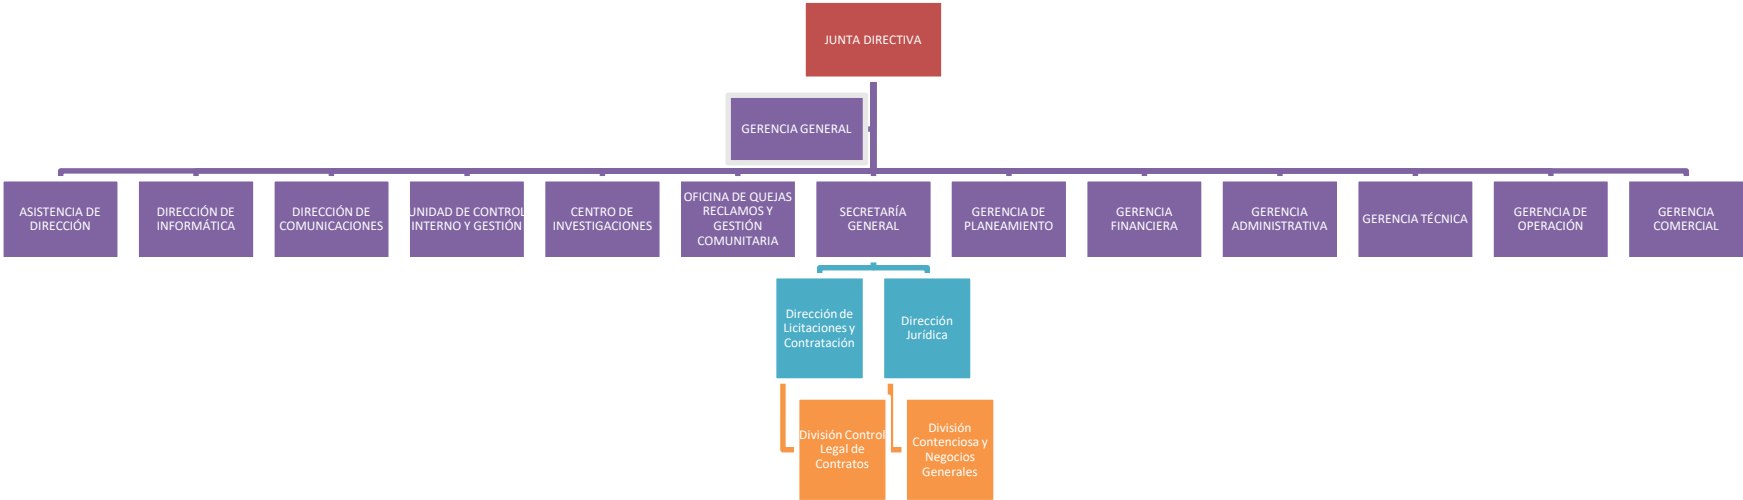 JUNTA DIRECTIVA
GERENCIA GENERAL
ASISTENCIA DE
DIRECCIÓN
DIRECCIÓN DE
INFORMÁTICA
DIRECCIÓN DE
COMUNICACIONES
UNIDAD DE CONTROL
INTERNO Y GESTIÓN
CENTRO DE
INVESTIGACIONES
OFICINA DE QUEJAS
RECLAMOS Y
GESTIÓN
COMUNITARIA
SECRETARÍA
GENERAL
GERENCIA DE
PLANEAMIENTO
GERENCIA
FINANCIERA
GERENCIA
ADMINISTRATIVA
GERENCIA TÉCNICA
GERENCIA DE
OPERACIÓN
GERENCIA
COMERCIAL
Dirección de
Licitaciones y
Contratación
Dirección
Jurídica
División Control
Legal de
Contratos
División
Contenciosa y
Negocios
Generales